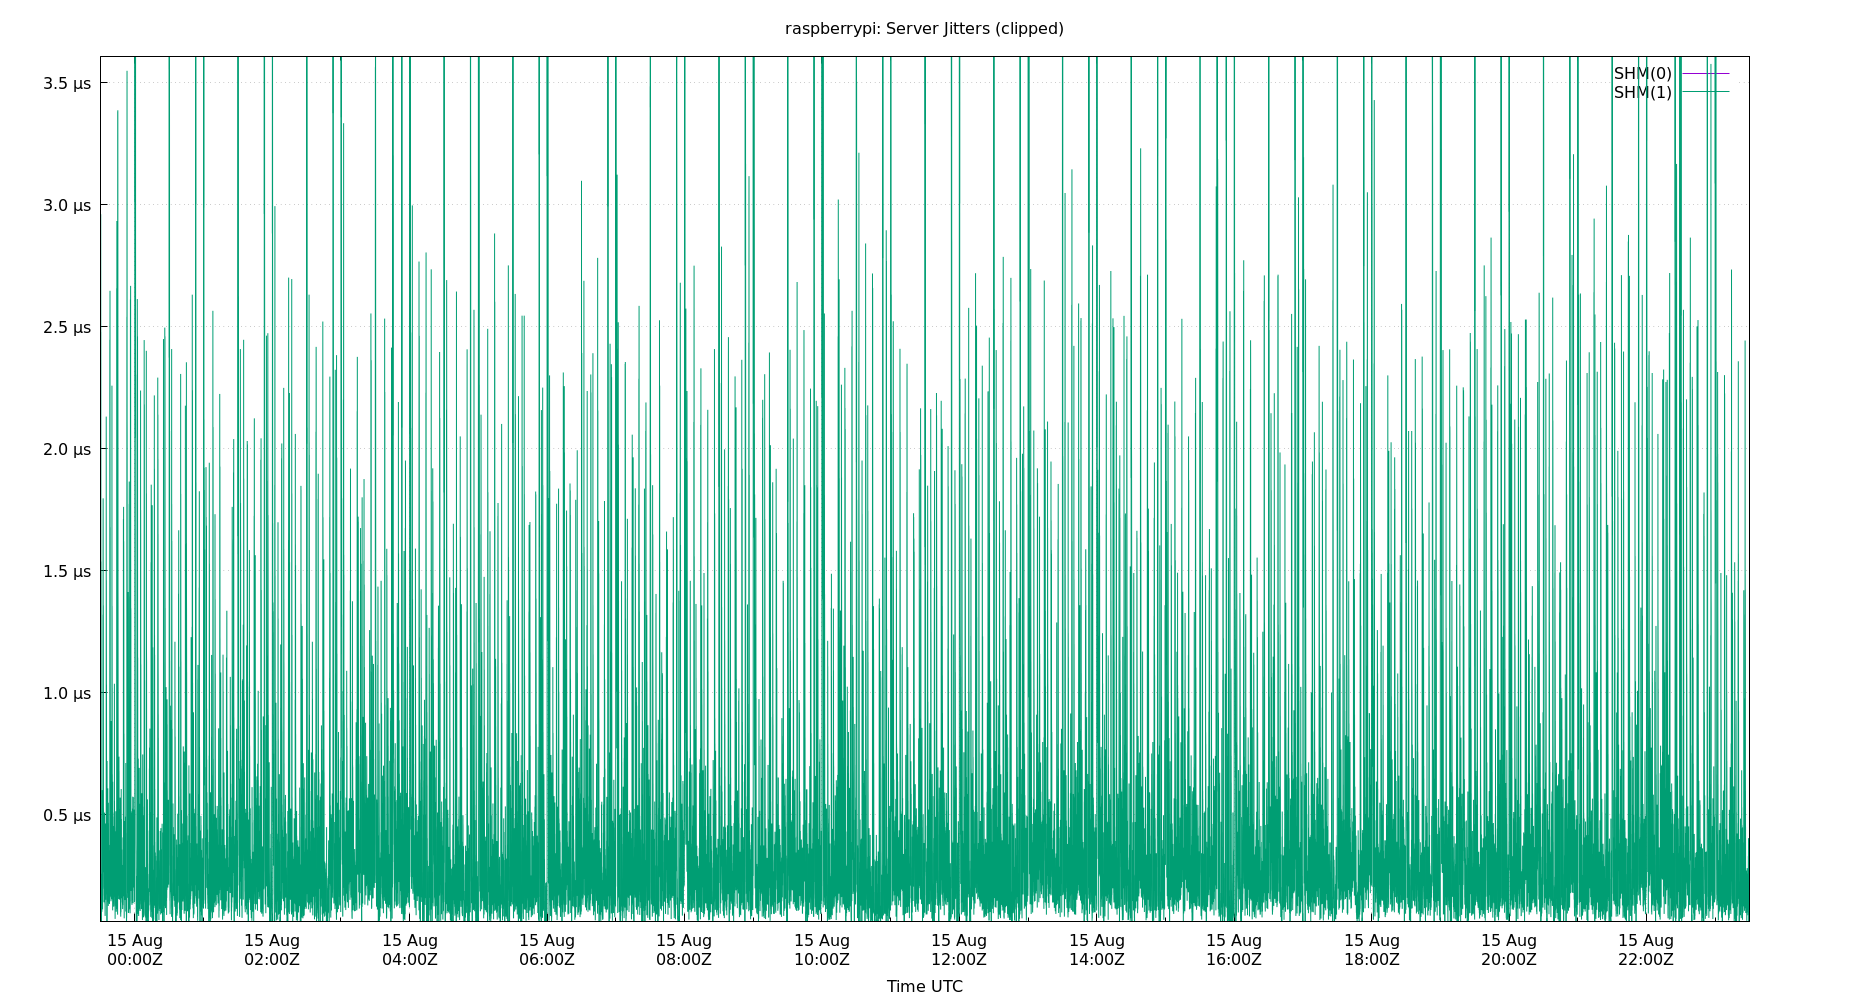 raspberrypi: Server Jitters (clipped)
SHM(0)
SHM(1)
3.5 µs
3.0 µs
2.5 µs
2.0 µs
1.5 µs
1.0 µs
0.5 µs
15 Aug 15 Aug 15 Aug 15 Aug 15 Aug 15 Aug 15 Aug 15 Aug 15 Aug 15 Aug 15 Aug 15 Aug
00:00Z 02:00Z 04:00Z 06:00Z 08:00Z 10:00Z 12:00Z 14:00Z 16:00Z 18:00Z 20:00Z 22:00Z
Time UTC